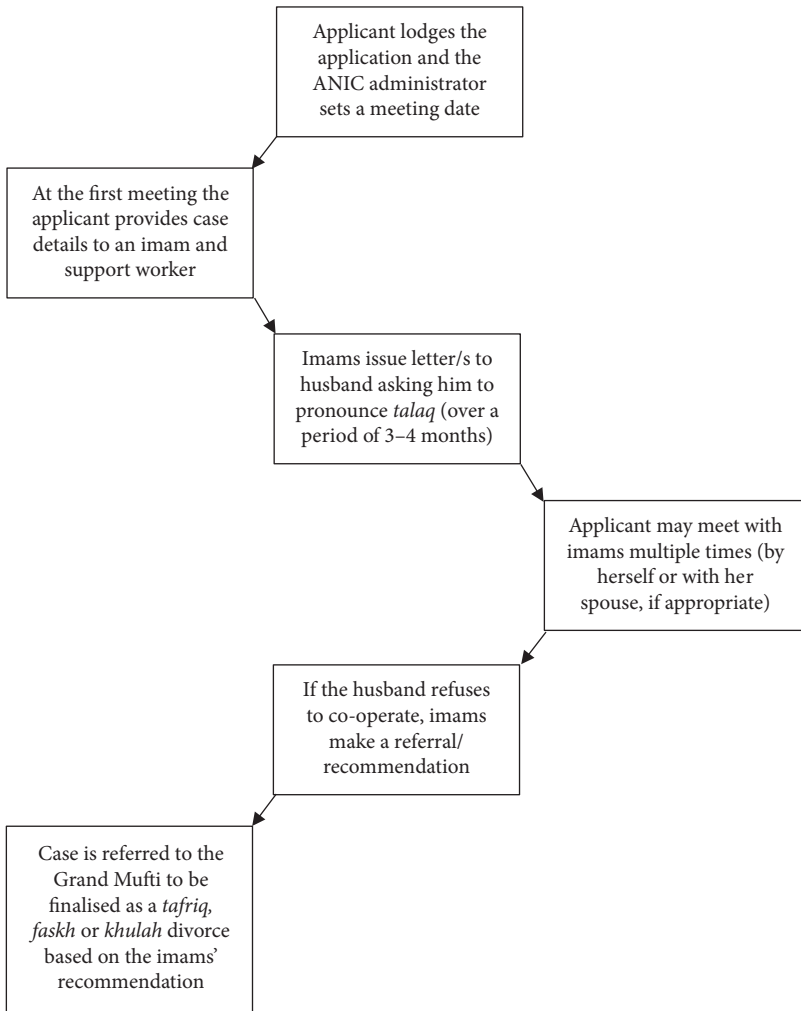 Applicant lodges the
application and the
ANIC administrator
sets a meeting date
At the first meeting the
applicant provides case
details to an imam and
support worker
Imams issue letter/s to
husband asking him to
pronounce talaq (over a
period of 3–4 months)
Applicant may meet with
imams multiple times (by
herself or with her
spouse, if appropriate)
If the husband refuses
to co-operate, imams
make a referral/
recommendation
Case is referred to the
Grand Mufti to be
finalised as a tafriq,
faskh or khulah divorce
based on the imams’
recommendation